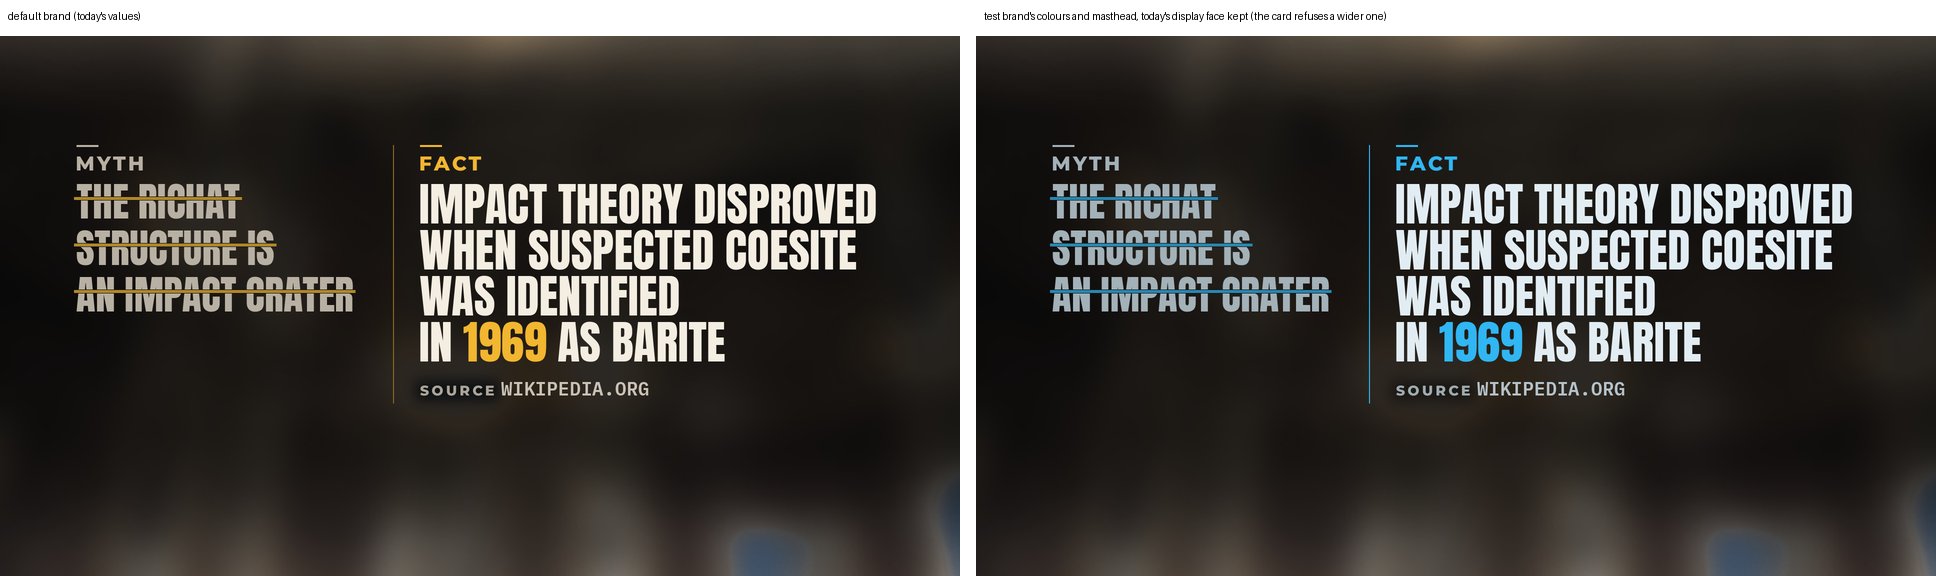 default brand (today's values)
MYTH
THE RICHAT
STRUCTURE IS
AN IMPACT CRATER
FACT
IMPACT THEORY DISPROVED
WHEN SUSPECTED COESITE
WAS IDENTIFIED
IN 1969 AS BARITE
SOURCE WIKIPEDIA.ORG
test brand's colours and masthead, today's display face kept (the card refuses a wider one)
MYTH
THE RICHAT
STRUCTURE IS
AN IMPACT CRATER
FACT
IMPACT THEORY DISPROVED
WHEN SUSPECTED COESITE
WAS IDENTIFIED
IN 1969 AS BARITE
SOURCE WIKIPEDIA.ORG